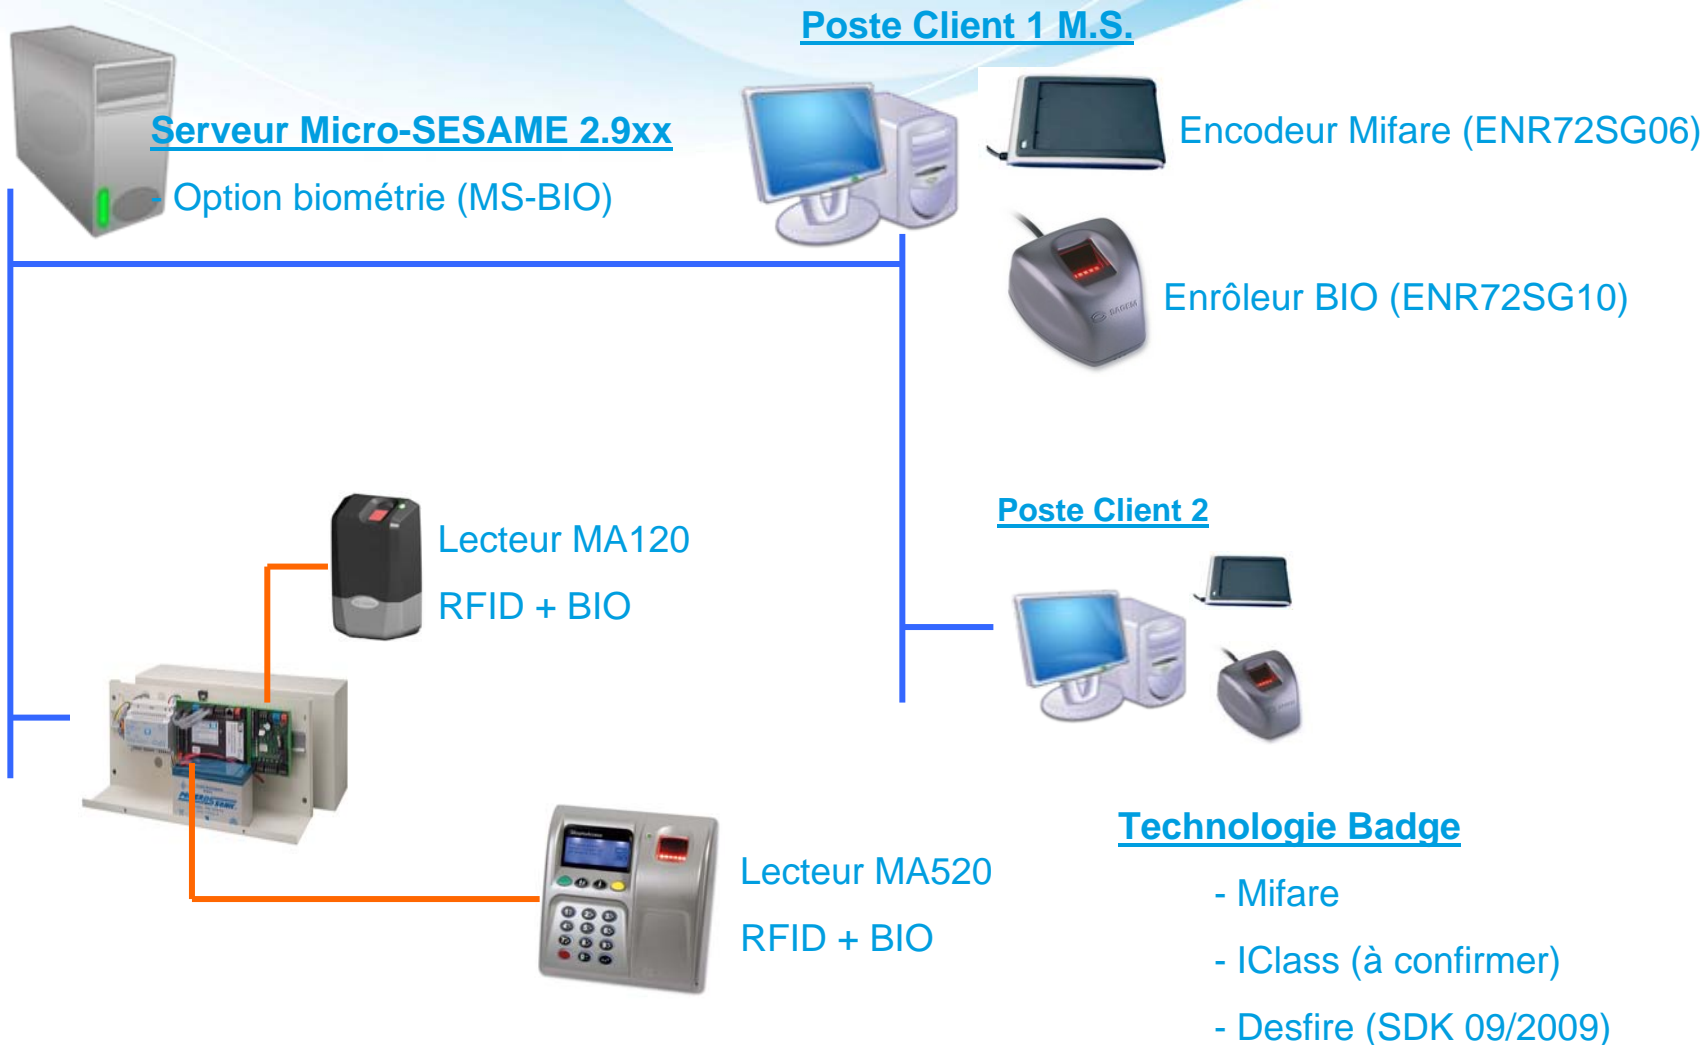 Poste Client 1 M.S.
Serveur Micro-SESAME 2.9xx
- Option biométrie (MS-BIO)
Encodeur Mifare (ENR72SG06)
Enrôleur BIO (ENR72SG10)
Lecteur MA120
RFID + BIO
Poste Client 2
Lecteur MA520
RFID + BIO
Technologie Badge
- Mifare
- IClass (à confirmer)
- Desfire (SDK 09/2009)